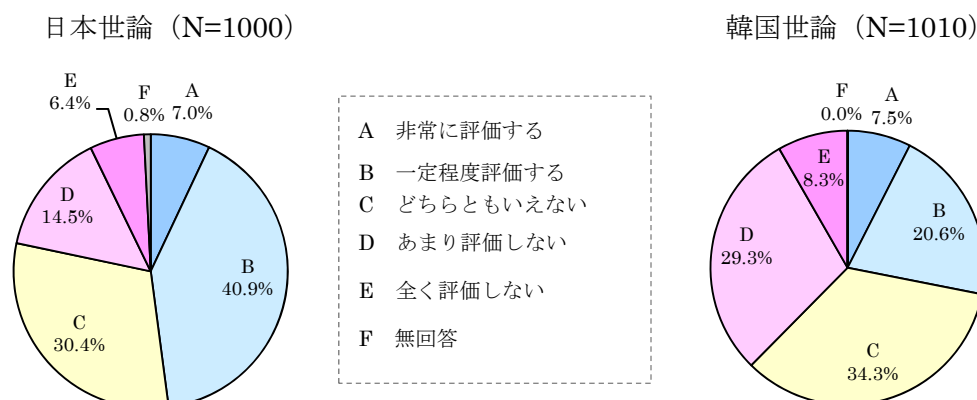 日本世論（N=1000）
韓国世論（N=1010）
E
6.4%
F
0.8%
A
7.0%
D
14.5%
B
40.9%
C
30.4%
A 非常に評価する
B 一定程度評価する
C どちらともいえない
D あまり評価しない
E 全く評価しない
F 無回答
F
0.0%
A
7.5%
E
8.3%
B
20.6%
D
29.3%
C
34.3%